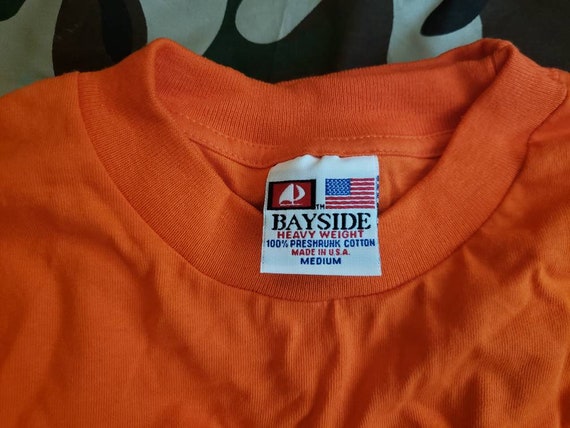 TM
BAYSIDE
HEAVY WEIGHT
100% PRESHRUNK COTTON
MADE IN U.S.A.
MEDIUM